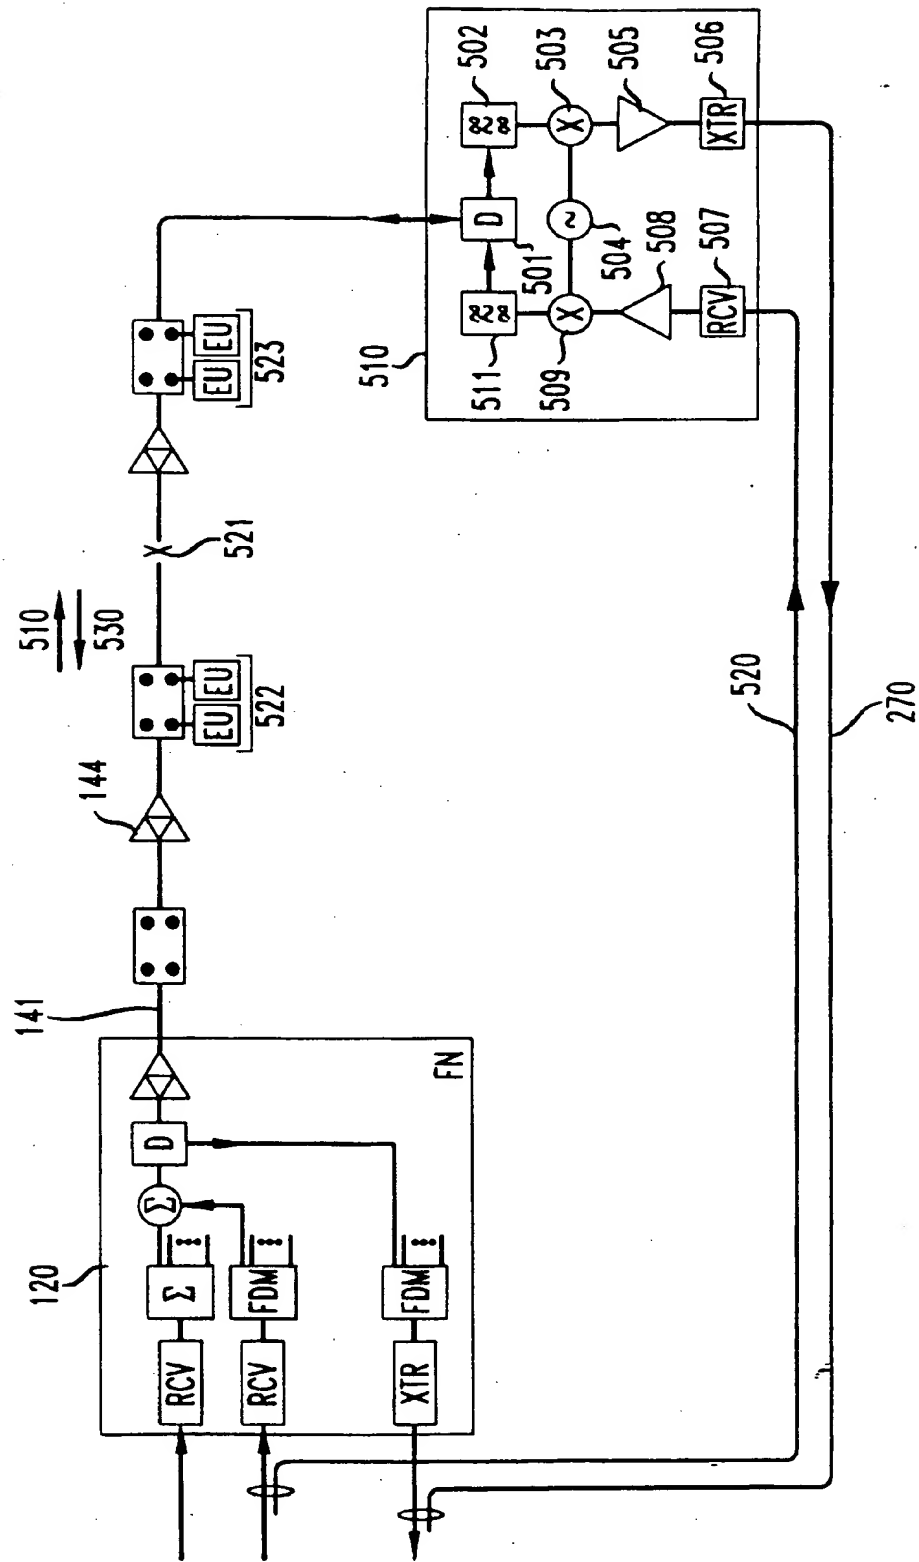 120
141
144
510
530
Σ D
RCV Σ
EU EU
EU EU
521
RCV FDM
522
523
XTR FDM
FN
510
511
D
501
502
509
X
~
504
X
503
508
505
RCV
507
XTR
506
520
270